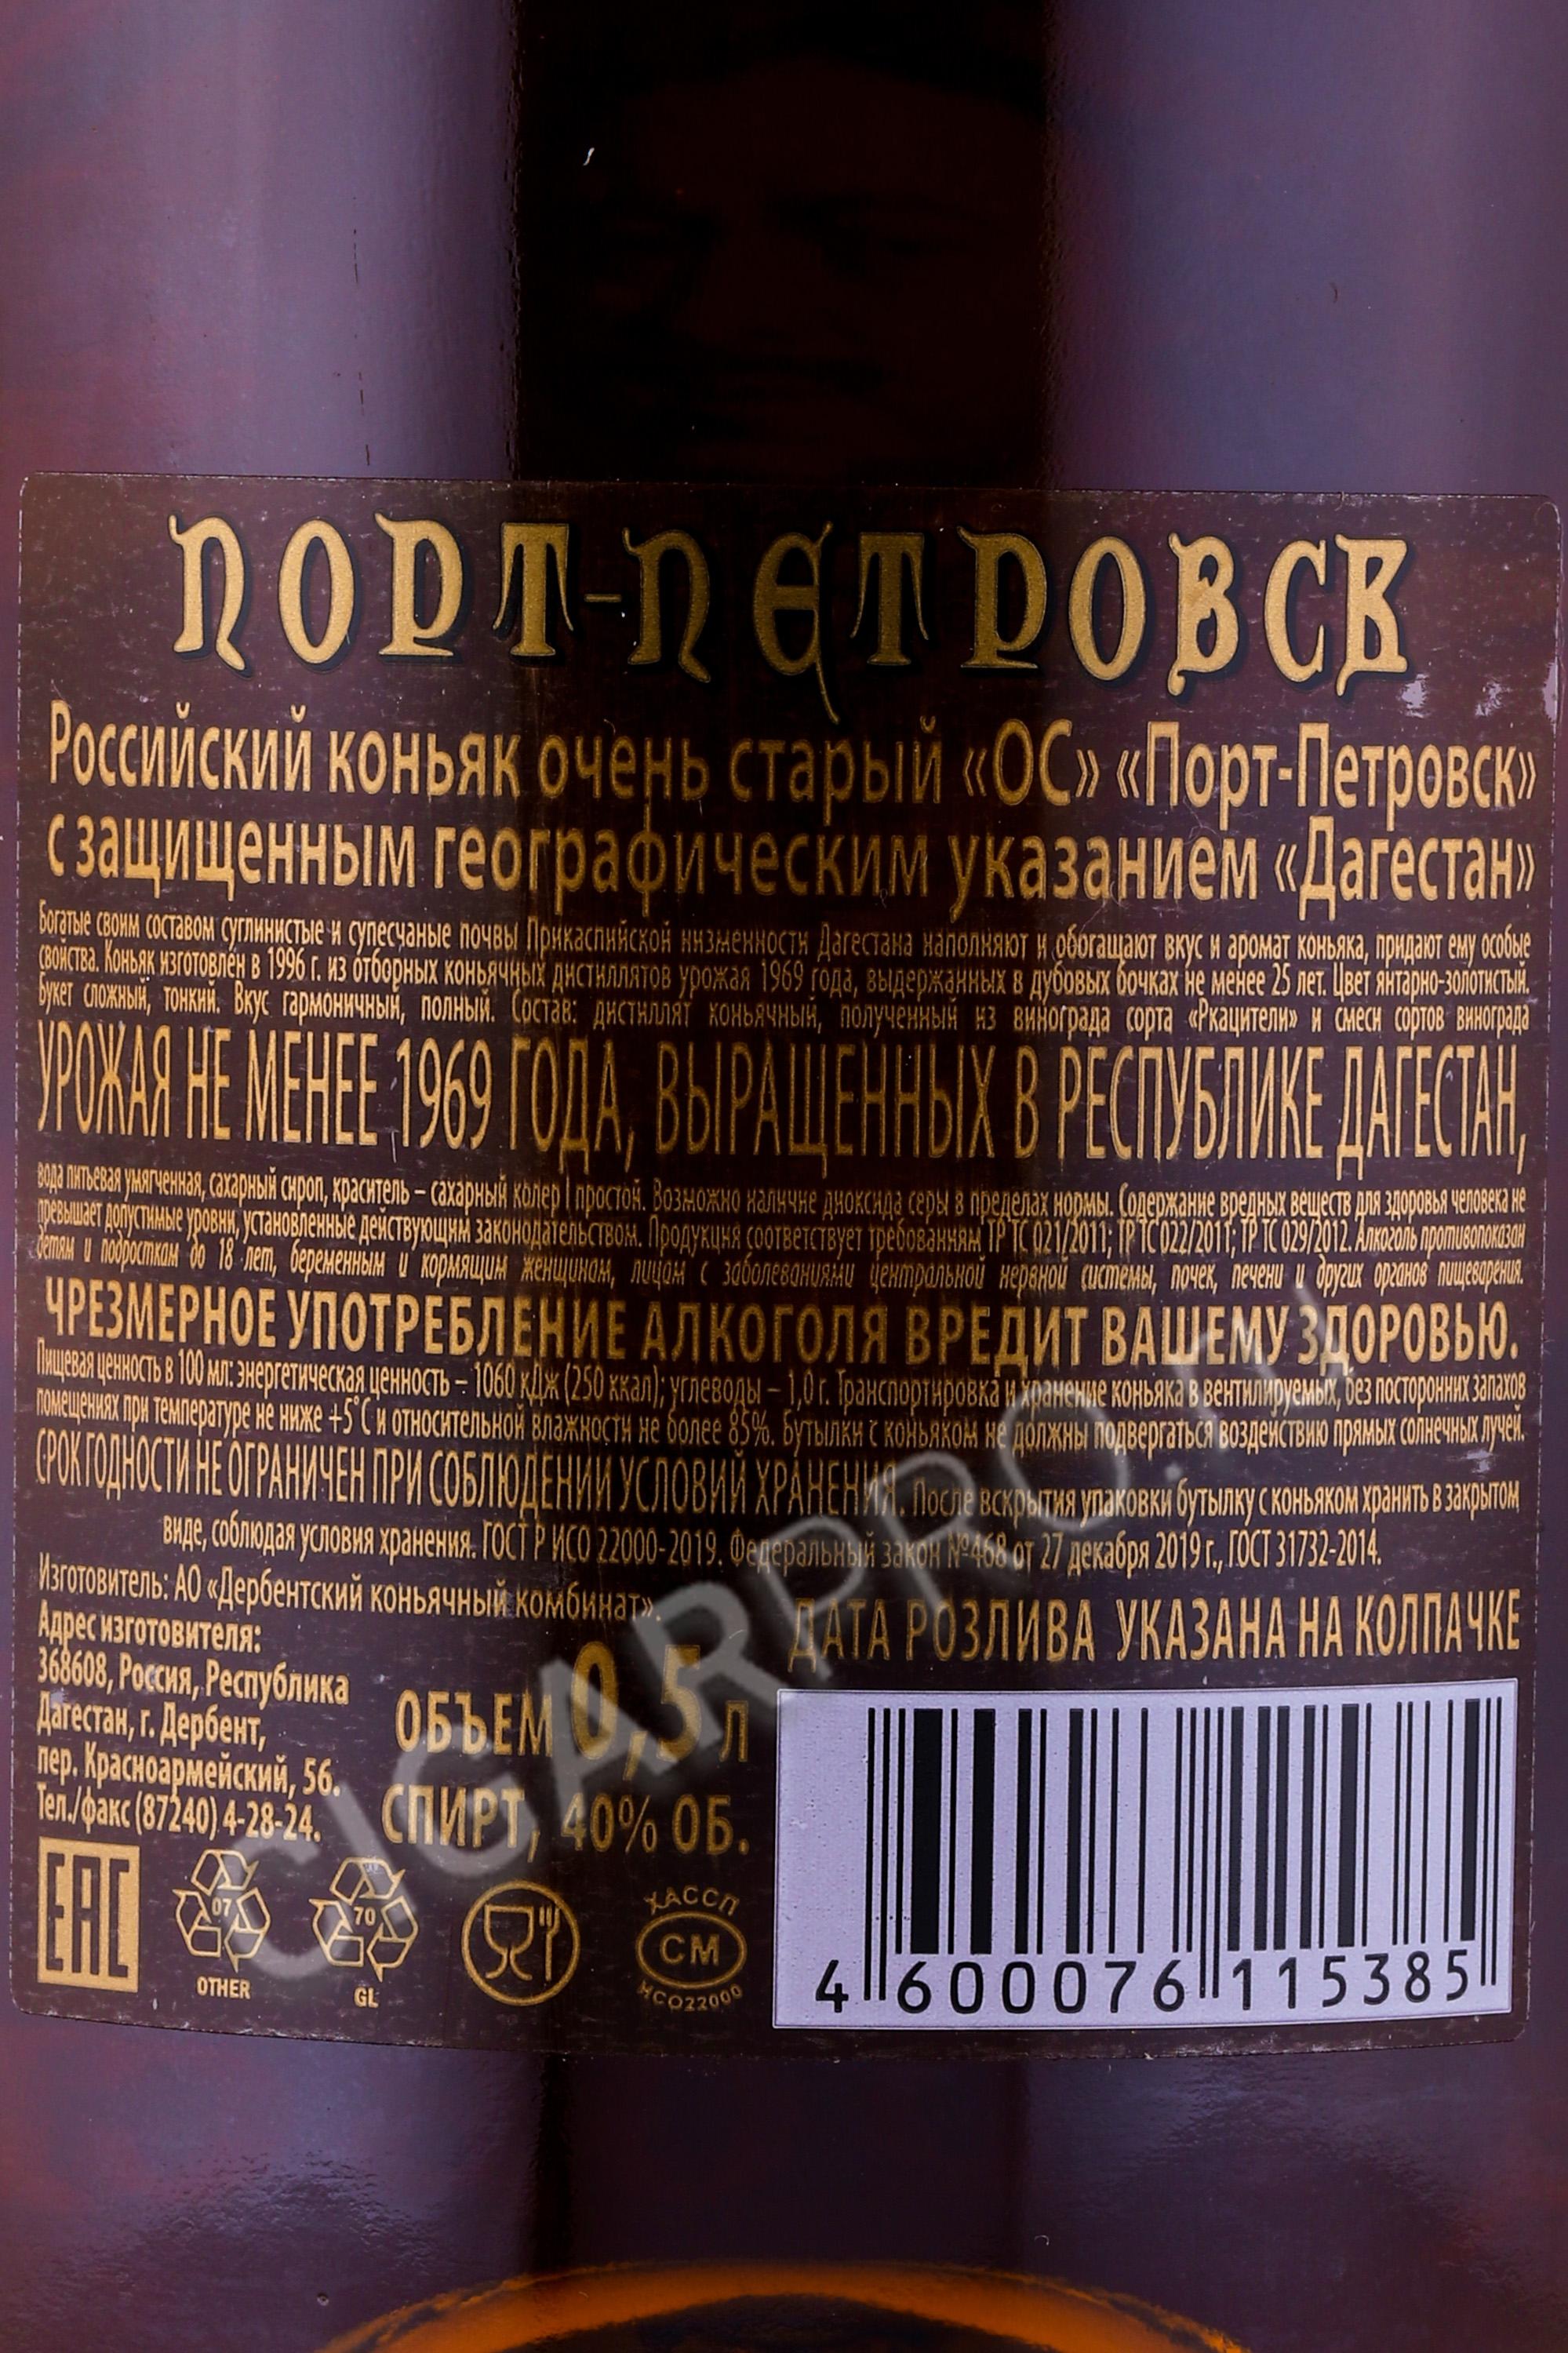 ПОРТ-ПЕТРОВСК
Российский коньяк очень старый «ОС» «Порт-Петровск»
с защищенным географическим указанием «Дагестан»
Богатые своим составом суглинистые и супесчаные почвы Прикаспийской низменности Дагестана наполняют и обогащают вкус и аромат коньяка, придают ему особые
свойства. Коньяк изготовлен в 1996 г. из отборных коньячных дистиллятов урожая 1969 года, выдержанных в дубовых бочках не менее 25 лет. Цвет янтарно-золотистый.
Букет сложный, тонкий. Вкус гармоничный, полный. Состав: дистиллят коньячный, полученный из винограда сорта «Ркацители» и смеси сортов винограда
УРОЖАЯ НЕ МЕНЕЕ 1969 ГОДА, ВЫРАЩЕННЫХ В РЕСПУБЛИКЕ ДАГЕСТАН,
вода питьевая умягченная, сахарный сироп, краситель – сахарный колер I простой. Возможно наличие диоксида серы в пределах нормы. Содержание вредных веществ для здоровья человека не
превышает допустимые уровни, установленные действующим законодательством. Продукция соответствует требованиям ТР ТС 021/2011; ТР ТС 022/2011; ТР ТС 029/2012. Алкоголь противопоказан
детям и подросткам до 18 лет, беременным и кормящим женщинам, лицам с заболеваниями центральной нервной системы, почек, печени и других органов пищеварения.
ЧРЕЗМЕРНОЕ УПОТРЕБЛЕНИЕ АЛКОГОЛЯ ВРЕДИТ ВАШЕМУ ЗДОРОВЬЮ.
Пищевая ценность в 100 мл: энергетическая ценность – 1060 кДж (250 ккал); углеводы – 1,0 г. Транспортировка и хранение коньяка в вентилируемых, без посторонних запахов
помещениях при температуре не ниже +5°С и относительной влажности не более 85%. Бутылки с коньяком не должны подвергаться воздействию прямых солнечных лучей.
СРОК ГОДНОСТИ НЕ ОГРАНИЧЕН ПРИ СОБЛЮДЕНИИ УСЛОВИЙ ХРАНЕНИЯ. После вскрытия упаковки бутылку с коньяком хранить в закрытом
виде, соблюдая условия хранения. ГОСТ Р ИСО 22000-2019. Федеральный закон №468 от 27 декабря 2019 г., ГОСТ 31732-2014.
Изготовитель: АО «Дербентский коньячный комбинат».
Адрес изготовителя:
368608, Россия, Республика
Дагестан, г. Дербент,
пер. Красноармейский, 56.
Тел./факс (87240) 4-28-24.
ОБЪЕМ 0,5 л
СПИРТ, 40% ОБ.
ДАТА РОЗЛИВА УКАЗАНА НА КОЛПАЧКЕ
EAC
07
OTHER
70
GL
ХАССП
СМ
ИСО22000
4 600076 115385
CIGARPRO.ru